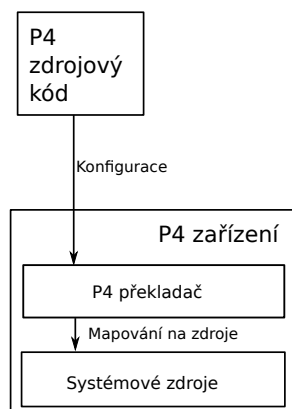 P4
zdrojový
kód
Konfigurace
P4 zařízení
P4 překladač
Mapování na zdroje
Systémové zdroje